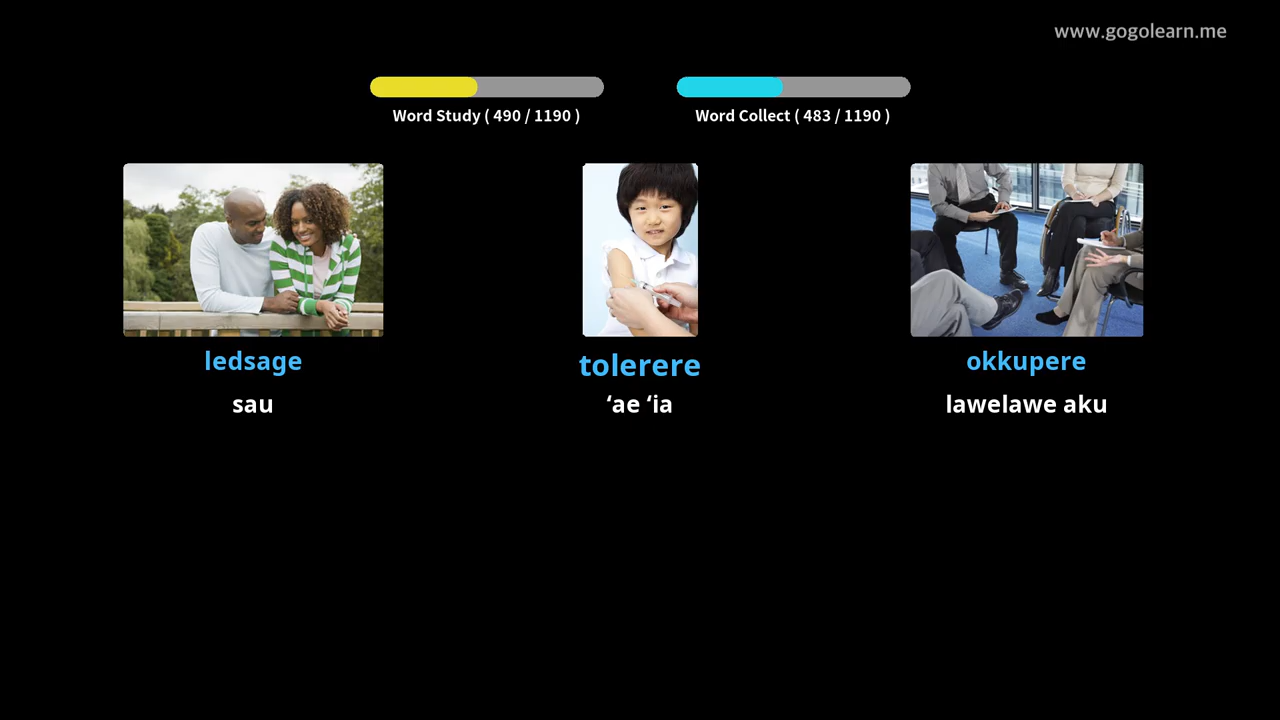 www.gogolearn.me
Word Study ( 490 / 1190 )
Word Collect ( 483 / 1190 )
ledsage
tolerere
okkupere
sau
ʻae ʻia
lawelawe aku